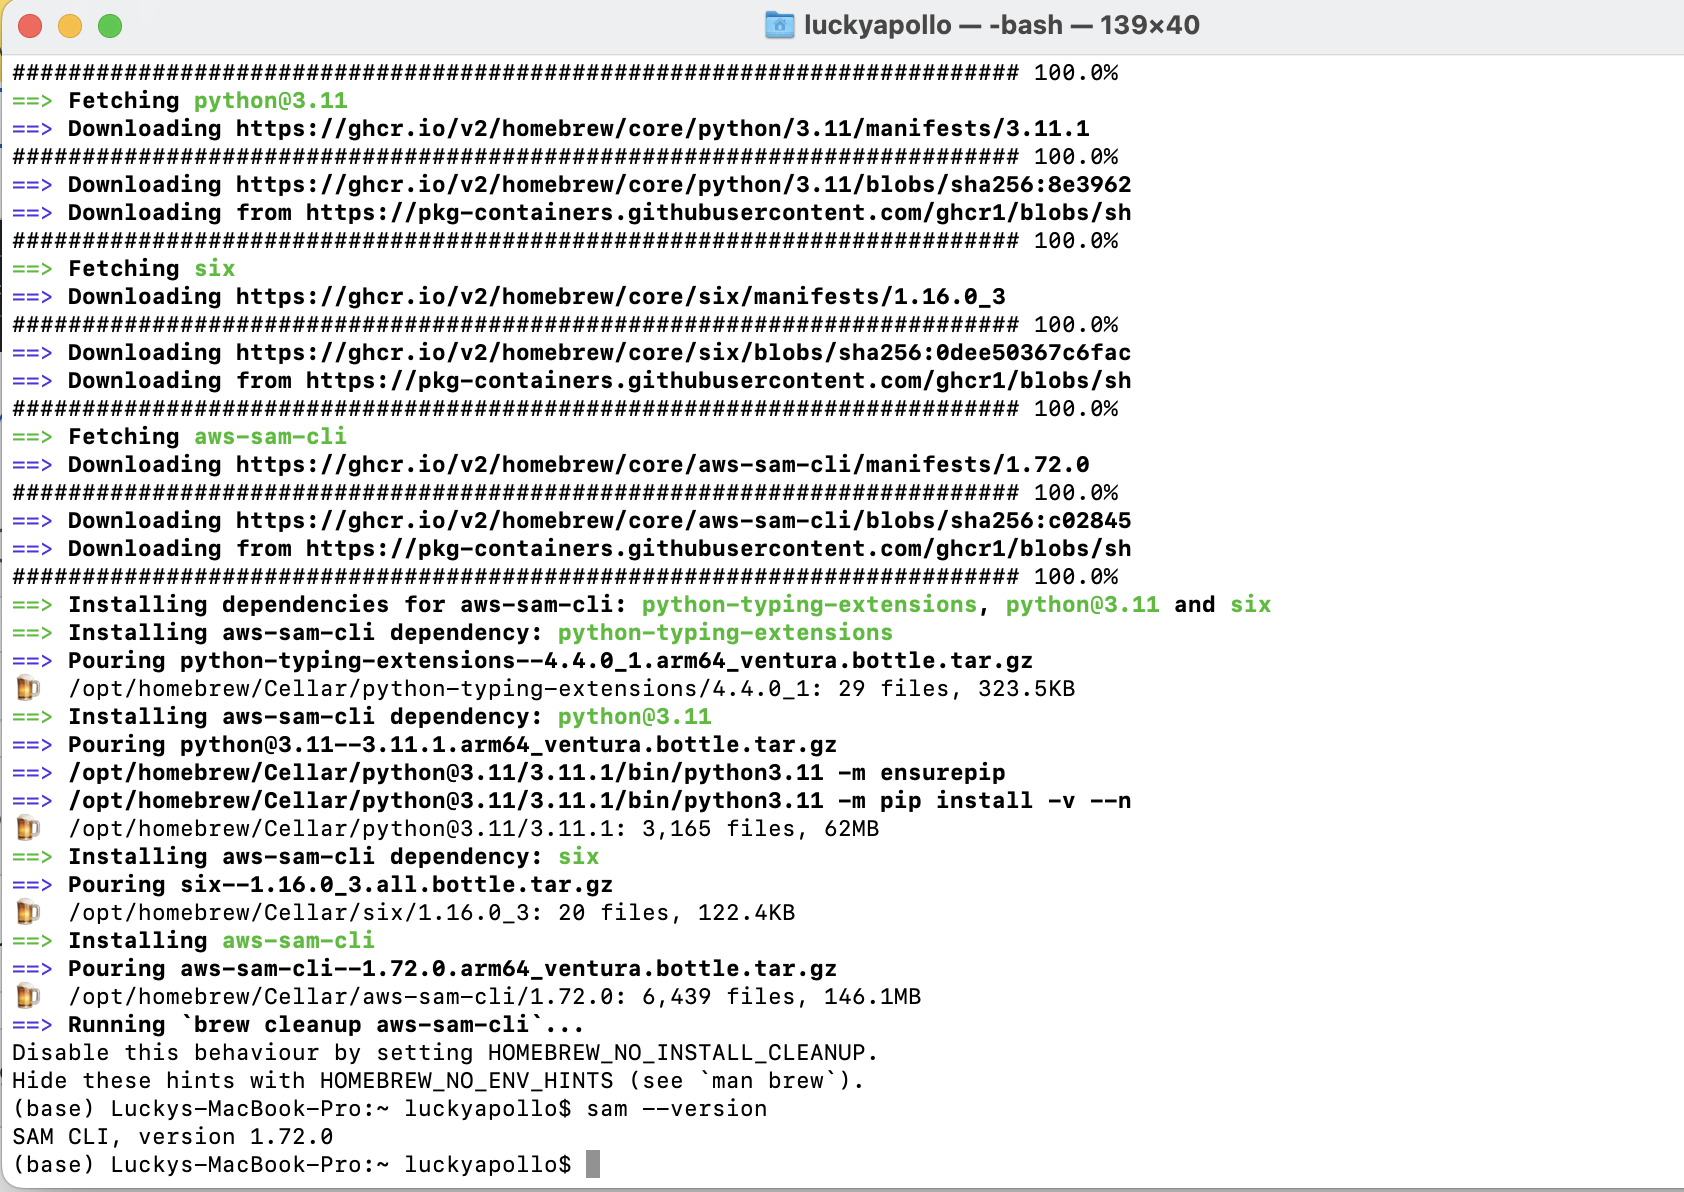 luckyapollo — -bash — 139×40
######################################################################## 100.0%
==> Fetching python@3.11
==> Downloading https://ghcr.io/v2/homebrew/core/python/3.11/manifests/3.11.1
######################################################################## 100.0%
==> Downloading https://ghcr.io/v2/homebrew/core/python/3.11/blobs/sha256:8e3962
==> Downloading from https://pkg-containers.githubusercontent.com/ghcr1/blobs/sh
######################################################################## 100.0%
==> Fetching six
==> Downloading https://ghcr.io/v2/homebrew/core/six/manifests/1.16.0_3
######################################################################## 100.0%
==> Downloading https://ghcr.io/v2/homebrew/core/six/blobs/sha256:0dee50367c6fac
==> Downloading from https://pkg-containers.githubusercontent.com/ghcr1/blobs/sh
######################################################################## 100.0%
==> Fetching aws-sam-cli
==> Downloading https://ghcr.io/v2/homebrew/core/aws-sam-cli/manifests/1.72.0
######################################################################## 100.0%
==> Downloading https://ghcr.io/v2/homebrew/core/aws-sam-cli/blobs/sha256:c02845
==> Downloading from https://pkg-containers.githubusercontent.com/ghcr1/blobs/sh
######################################################################## 100.0%
==> Installing dependencies for aws-sam-cli: python-typing-extensions, python@3.11 and six
==> Installing aws-sam-cli dependency: python-typing-extensions
==> Pouring python-typing-extensions--4.4.0_1.arm64_ventura.bottle.tar.gz
🍺 /opt/homebrew/Cellar/python-typing-extensions/4.4.0_1: 29 files, 323.5KB
==> Installing aws-sam-cli dependency: python@3.11
==> Pouring python@3.11--3.11.1.arm64_ventura.bottle.tar.gz
==> /opt/homebrew/Cellar/python@3.11/3.11.1/bin/python3.11 -m ensurepip
==> /opt/homebrew/Cellar/python@3.11/3.11.1/bin/python3.11 -m pip install -v --n
🍺 /opt/homebrew/Cellar/python@3.11/3.11.1: 3,165 files, 62MB
==> Installing aws-sam-cli dependency: six
==> Pouring six--1.16.0_3.all.bottle.tar.gz
🍺 /opt/homebrew/Cellar/six/1.16.0_3: 20 files, 122.4KB
==> Installing aws-sam-cli
==> Pouring aws-sam-cli--1.72.0.arm64_ventura.bottle.tar.gz
🍺 /opt/homebrew/Cellar/aws-sam-cli/1.72.0: 6,439 files, 146.1MB
==> Running `brew cleanup aws-sam-cli`...
Disable this behaviour by setting HOMEBREW_NO_INSTALL_CLEANUP.
Hide these hints with HOMEBREW_NO_ENV_HINTS (see `man brew`).
(base) Luckys-MacBook-Pro:~ luckyapollo$ sam --version
SAM CLI, version 1.72.0
(base) Luckys-MacBook-Pro:~ luckyapollo$